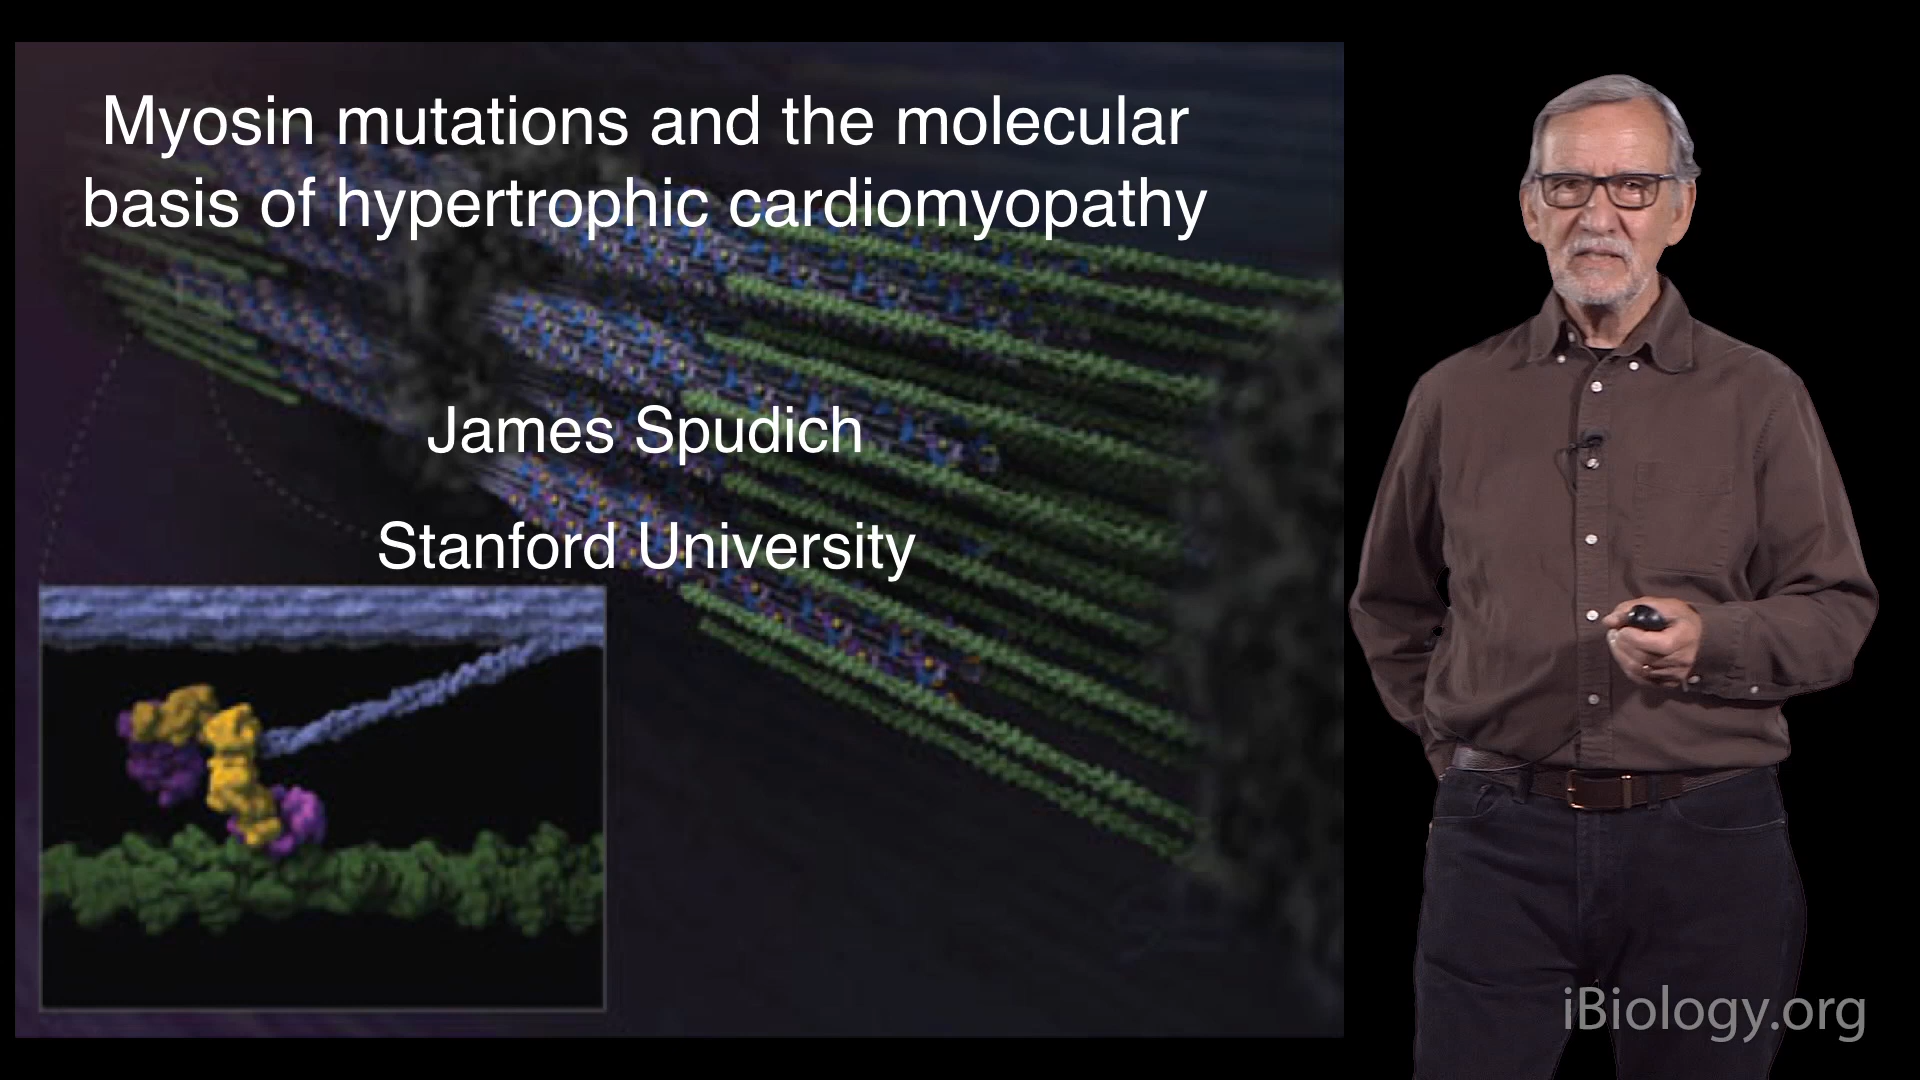 Myosin mutations and the molecular
basis of hypertrophic cardiomyopathy
James Spudich
Stanford University
iBiology.org